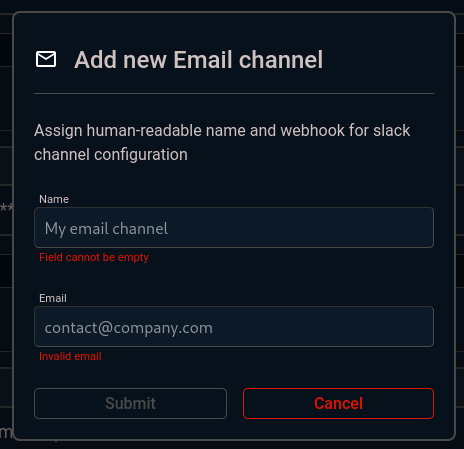 Add new Email channel
Assign human-readable name and webhook for slack
channel configuration
Name
**
My email channel
Field cannot be empty
Email
contact@company.com
Invalid email
Submit
Cancel